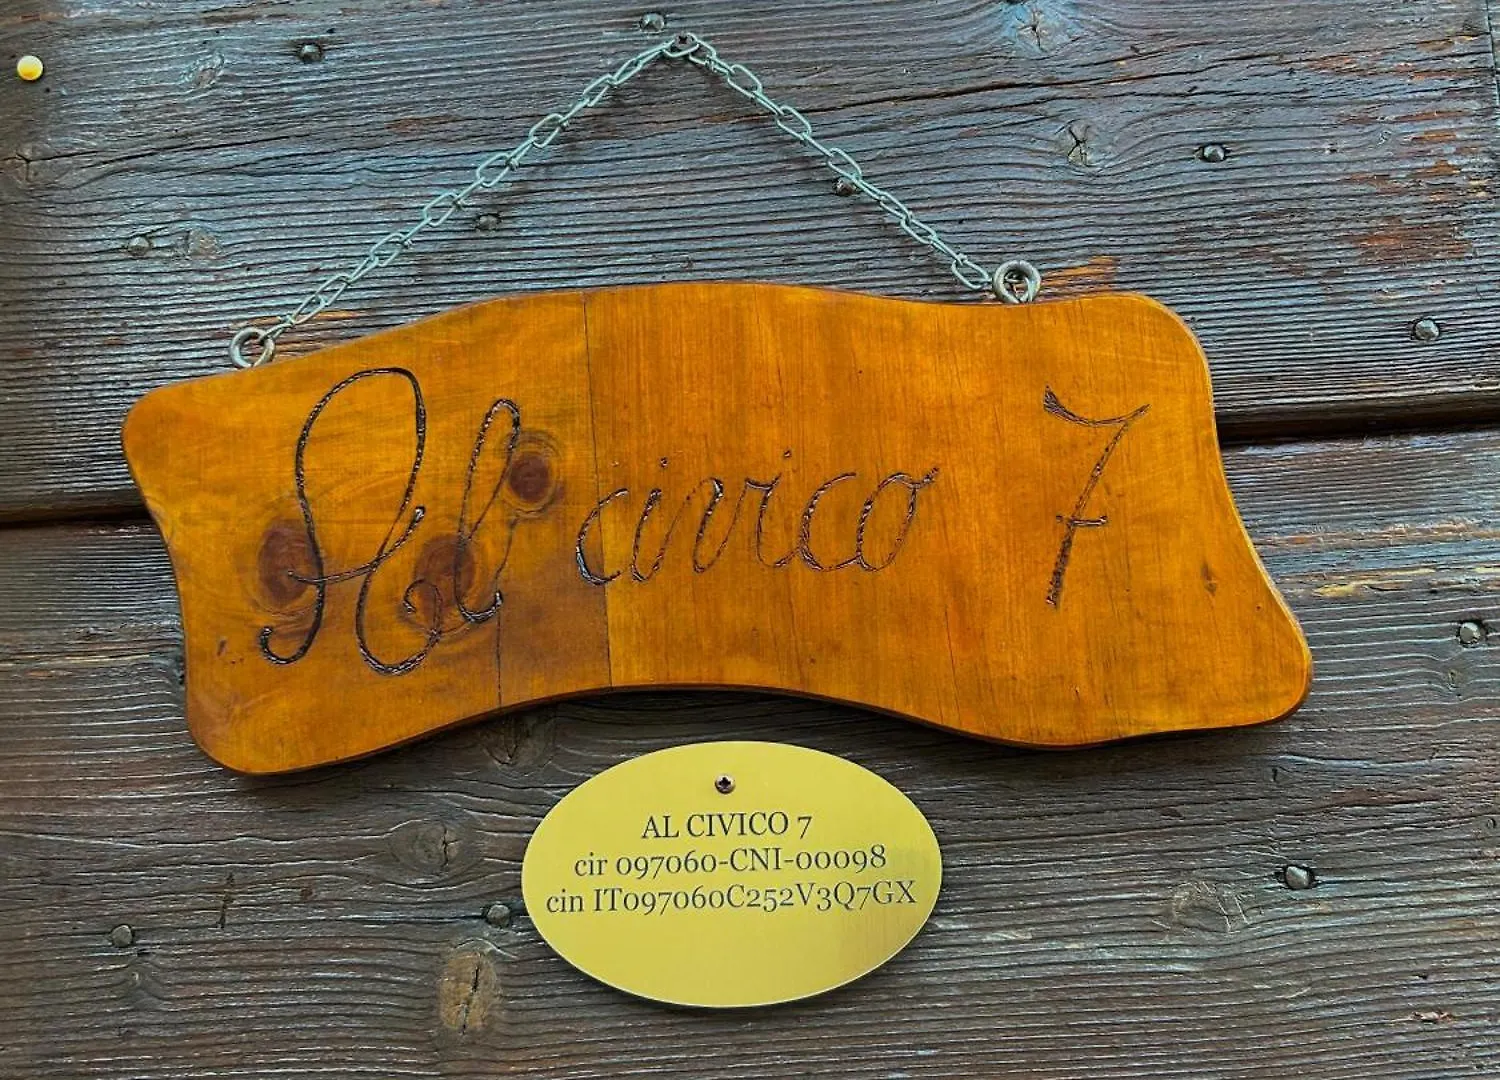 Al civico 7
AL CIVICO 7
cir 097060-CNI-00098
cin IT097060C252V3Q7GX